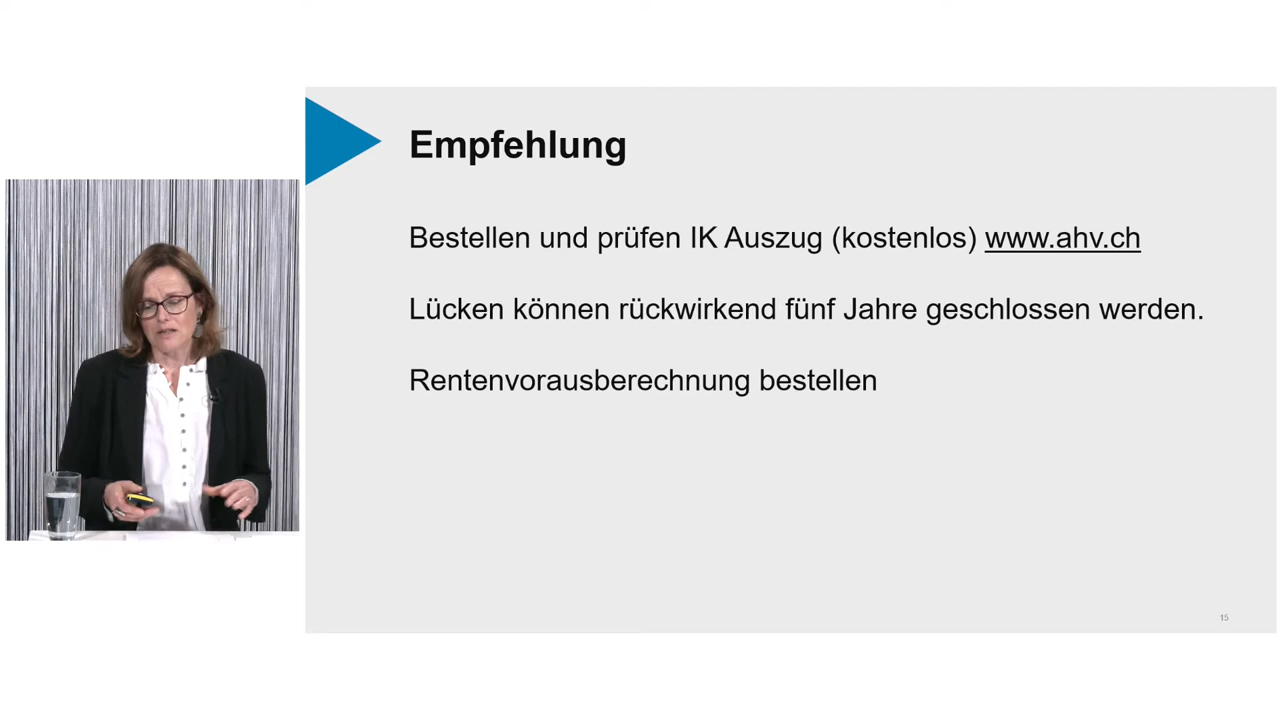 Empfehlung
Bestellen und prüfen IK Auszug (kostenlos) www.ahv.ch
Lücken können rückwirkend fünf Jahre geschlossen werden.
Rentenvorausberechnung bestellen
15